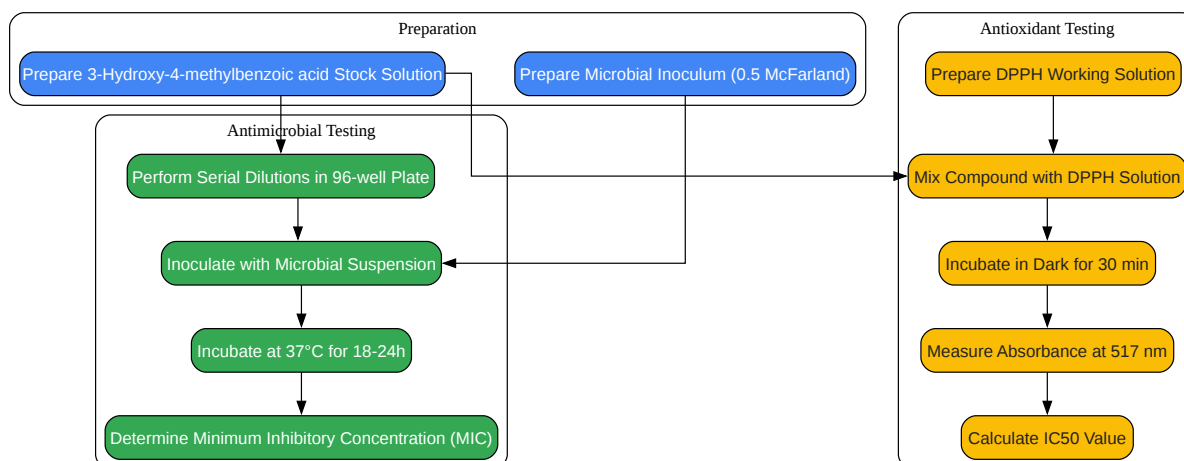 Preparation
Prepare 3-Hydroxy-4-methylbenzoic acid Stock Solution
Prepare Microbial Inoculum (0.5 McFarland)
Antimicrobial Testing
Perform Serial Dilutions in 96-well Plate
Inoculate with Microbial Suspension
Incubate at 37°C for 18-24h
Determine Minimum Inhibitory Concentration (MIC)
Antioxidant Testing
Prepare DPPH Working Solution
Mix Compound with DPPH Solution
Incubate in Dark for 30 min
Measure Absorbance at 517 nm
Calculate IC50 Value